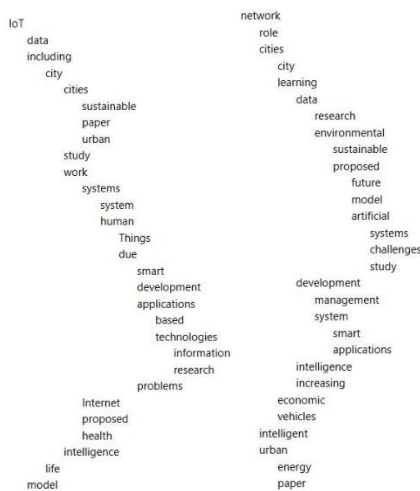 IoT
data
including
city
cities
sustainable
paper
urban
study
work
systems
system
human
Things
due
smart
development
applications
based
technologies
information
research
problems
Internet
proposed
health
intelligence
life
model
network
role
cities
city
learning
data
research
environmental
sustainable
proposed
future
model
artificial
systems
challenges
study
development
management
system
smart
applications
intelligence
increasing
economic
vehicles
intelligent
urban
energy
paper